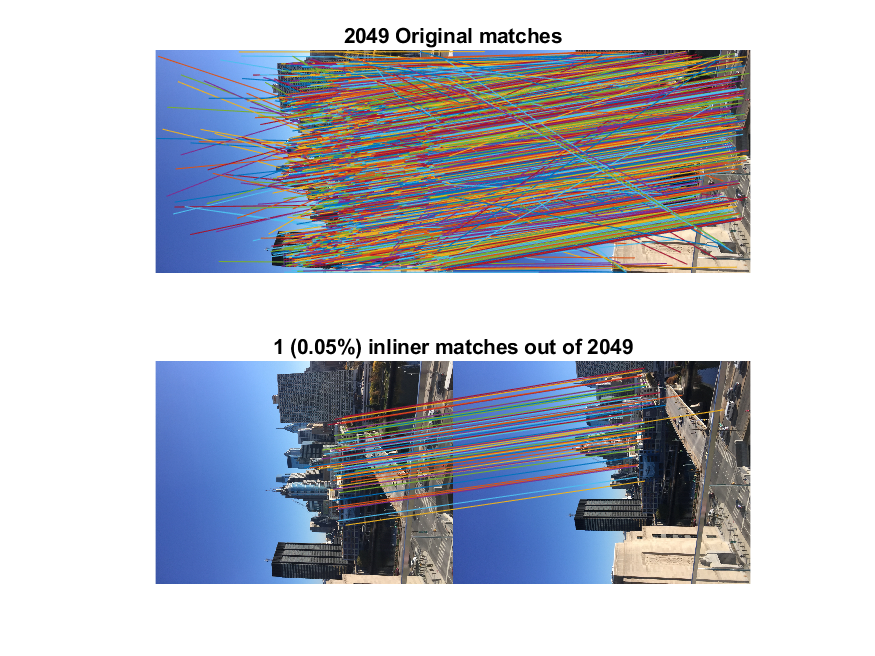 2049 Original matches
1 (0.05%) inliner matches out of 2049